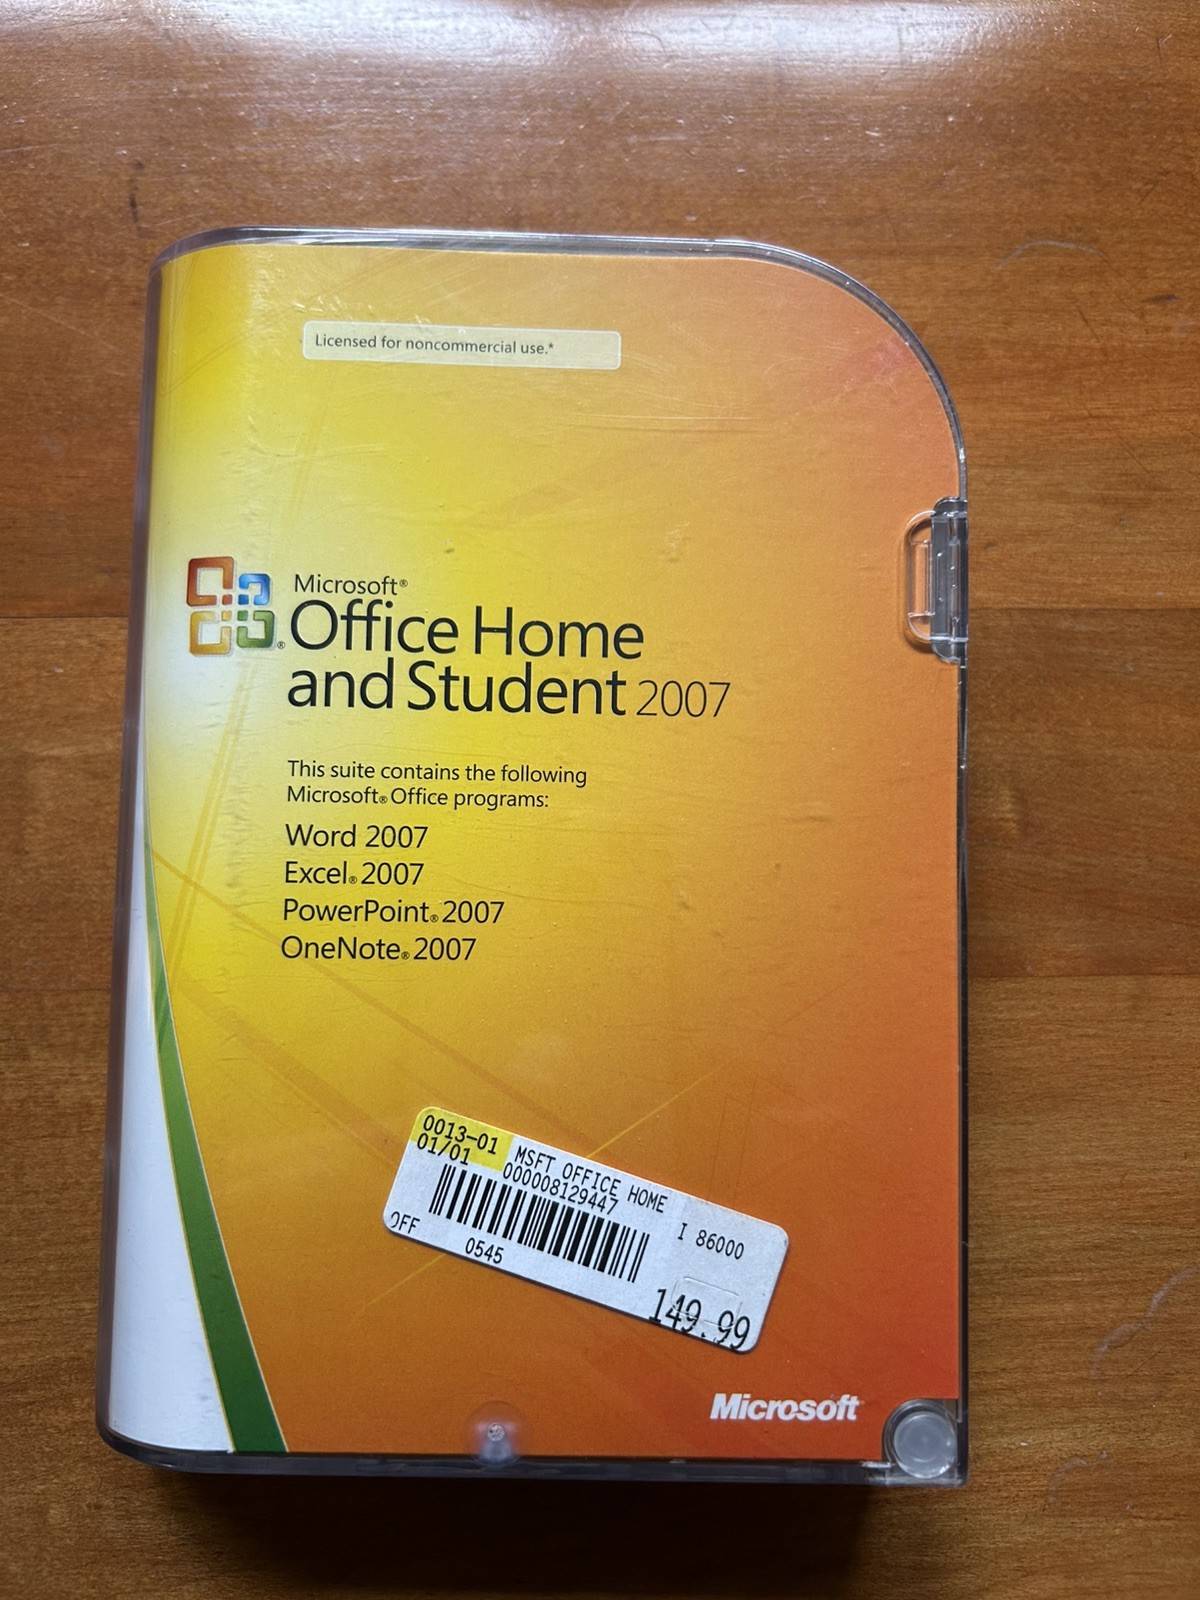 Licensed for noncommercial use.*
Microsoft®
Office Home
and Student 2007
This suite contains the following
Microsoft® Office programs:
Word 2007
Excel® 2007
PowerPoint® 2007
OneNote® 2007
0013-01
01/01
MSFT OFFICE HOME
000008129447
I 86000
OFF
0545
149.99
Microsoft